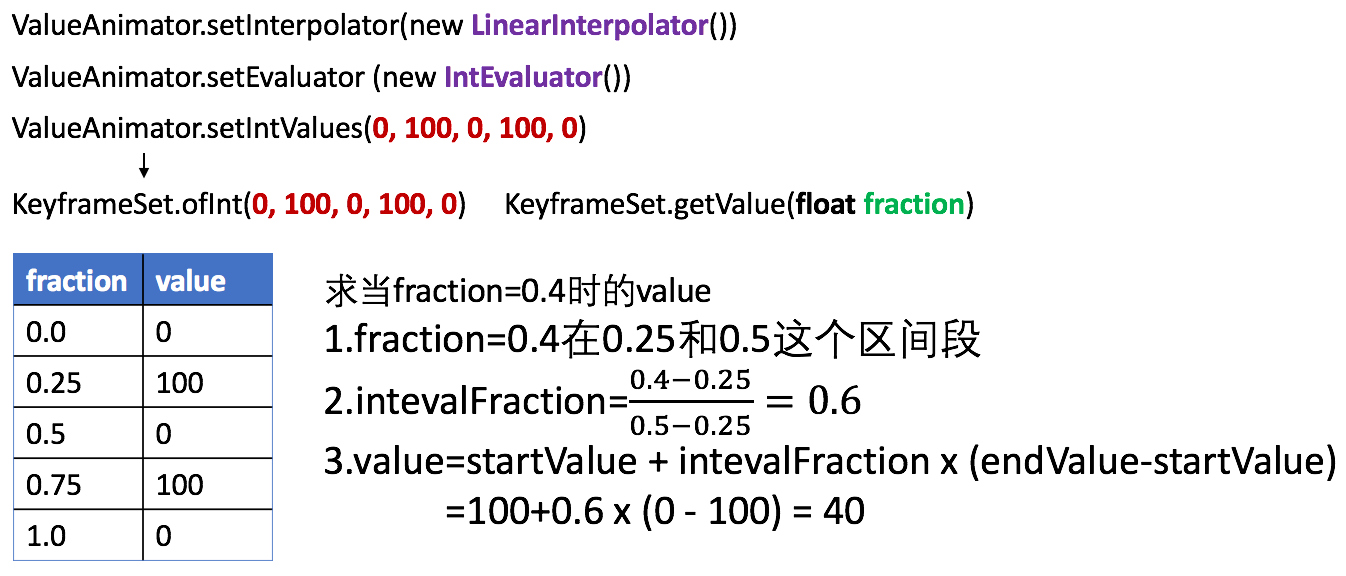 ValueAnimator.setInterpolator(new LinearInterpolator())
ValueAnimator.setEvaluator (new IntEvaluator())
ValueAnimator.setIntValues(0, 100, 0, 100, 0)
↓
KeyframeSet.ofInt(0, 100, 0, 100, 0) KeyframeSet.getValue(float fraction)
fraction value
0.0 0
0.25 100
0.5 0
0.75 100
1.0 0
求当fraction=0.4时的value
1.fraction=0.4在0.25和0.5这个区间段
2.intevalFraction=\frac{0.4−0.25}{0.5−0.25} = 0.6
3.value=startValue + intevalFraction x (endValue-startValue)
=100+0.6 x (0 - 100) = 40